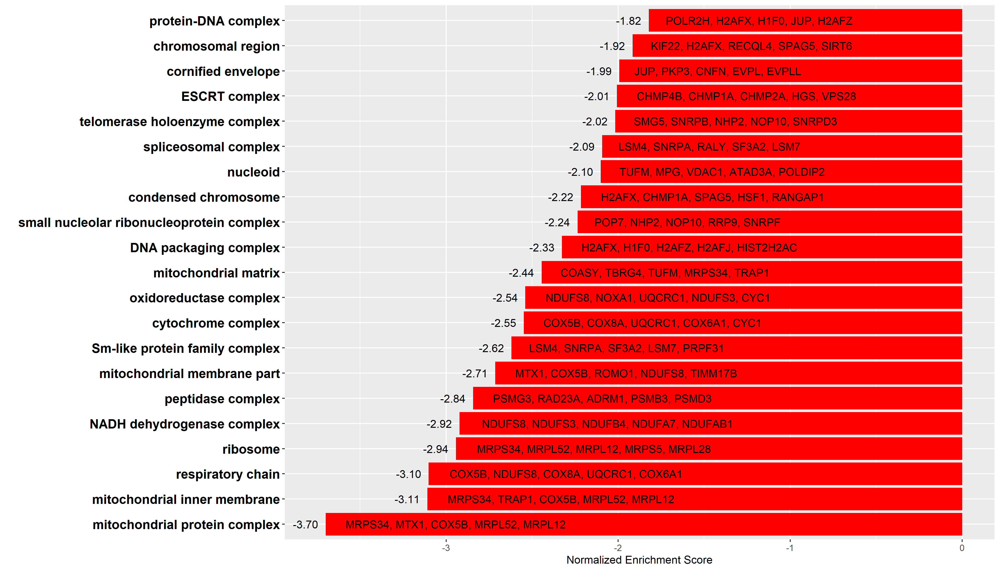 protein-DNA complex -1.82 POLR2H, H2AFX, H1F0, JUP, H2AFZ
chromosomal region -1.92 KIF22, H2AFX, RECQL4, SPAG5, SIRT6
cornified envelope -1.99 JUP, PKP3, CNFN, EVPL, EVPLL
ESCRT complex -2.01 CHMP4B, CHMP1A, CHMP2A, HGS, VPS28
telomerase holoenzyme complex -2.02 SMG5, SNRPB, NHP2, NOP10, SNRPD3
spliceosomal complex -2.09 LSM4, SNRPA, RALY, SF3A2, LSM7
nucleoid -2.10 TUFM, MPG, VDAC1, ATAD3A, POLDIP2
condensed chromosome -2.22 H2AFX, CHMP1A, SPAG5, HSF1, RANGAP1
small nucleolar ribonucleoprotein complex -2.24 POP7, NHP2, NOP10, RRP9, SNRPF
DNA packaging complex -2.33 H2AFX, H1F0, H2AFZ, H2AFJ, HIST2H2AC
mitochondrial matrix -2.44 COASY, TBRG4, TUFM, MRPS34, TRAP1
oxidoreductase complex -2.54 NDUFS8, NOXA1, UQCRC1, NDUFS3, CYC1
cytochrome complex -2.55 COX5B, COX8A, UQCRC1, COX6A1, CYC1
Sm-like protein family complex -2.62 LSM4, SNRPA, SF3A2, LSM7, PRPF31
mitochondrial membrane part -2.71 MTX1, COX5B, ROMO1, NDUFS8, TIMM17B
peptidase complex -2.84 PSMG3, RAD23A, ADRM1, PSMB3, PSMD3
NADH dehydrogenase complex -2.92 NDUFS8, NDUFS3, NDUFB4, NDUFA7, NDUFAB1
ribosome -2.94 MRPS34, MRPL52, MRPL12, MRPS5, MRPL28
respiratory chain -3.10 COX5B, NDUFS8, COX8A, UQCRC1, COX6A1
mitochondrial inner membrane -3.11 MRPS34, TRAP1, COX5B, MRPL52, MRPL12
mitochondrial protein complex -3.70 MRPS34, MTX1, COX5B, MRPL52, MRPL12
-3 -2 -1 0
Normalized Enrichment Score